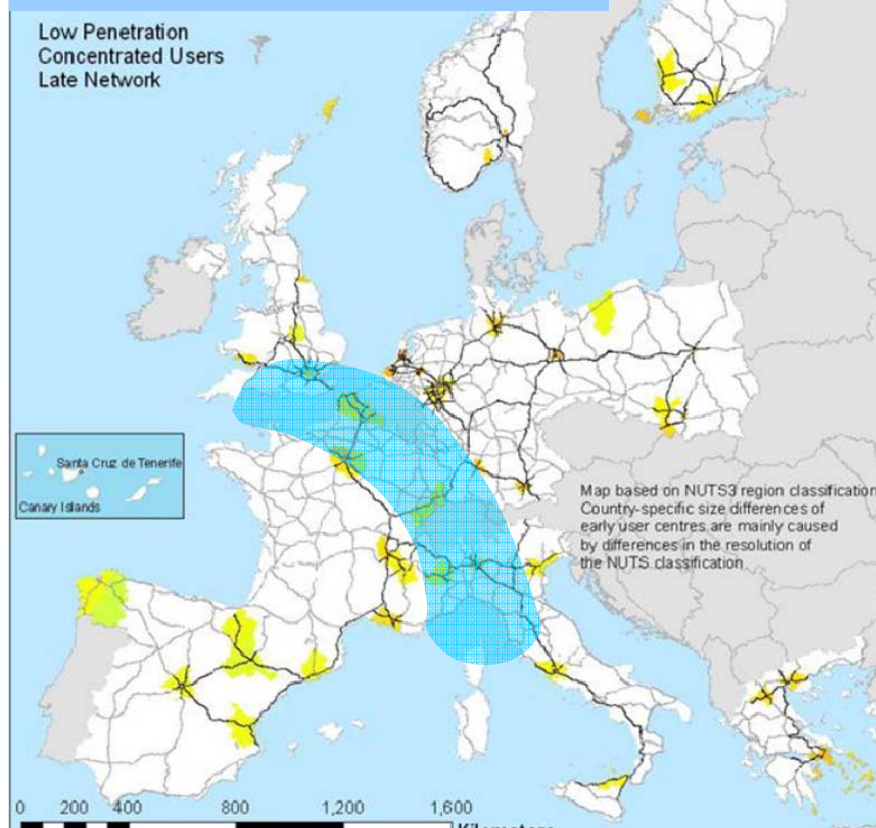 Low Penetration
Concentrated Users
Late Network
Santa Cruz de Tenerife
Canary Islands
Map based on NUTS3 region classification
Country-specific size differences of
early user centres are mainly caused
by differences in the resolution of
the NUTS classification
0 200 400 800 1,200 1,600
Kilometers